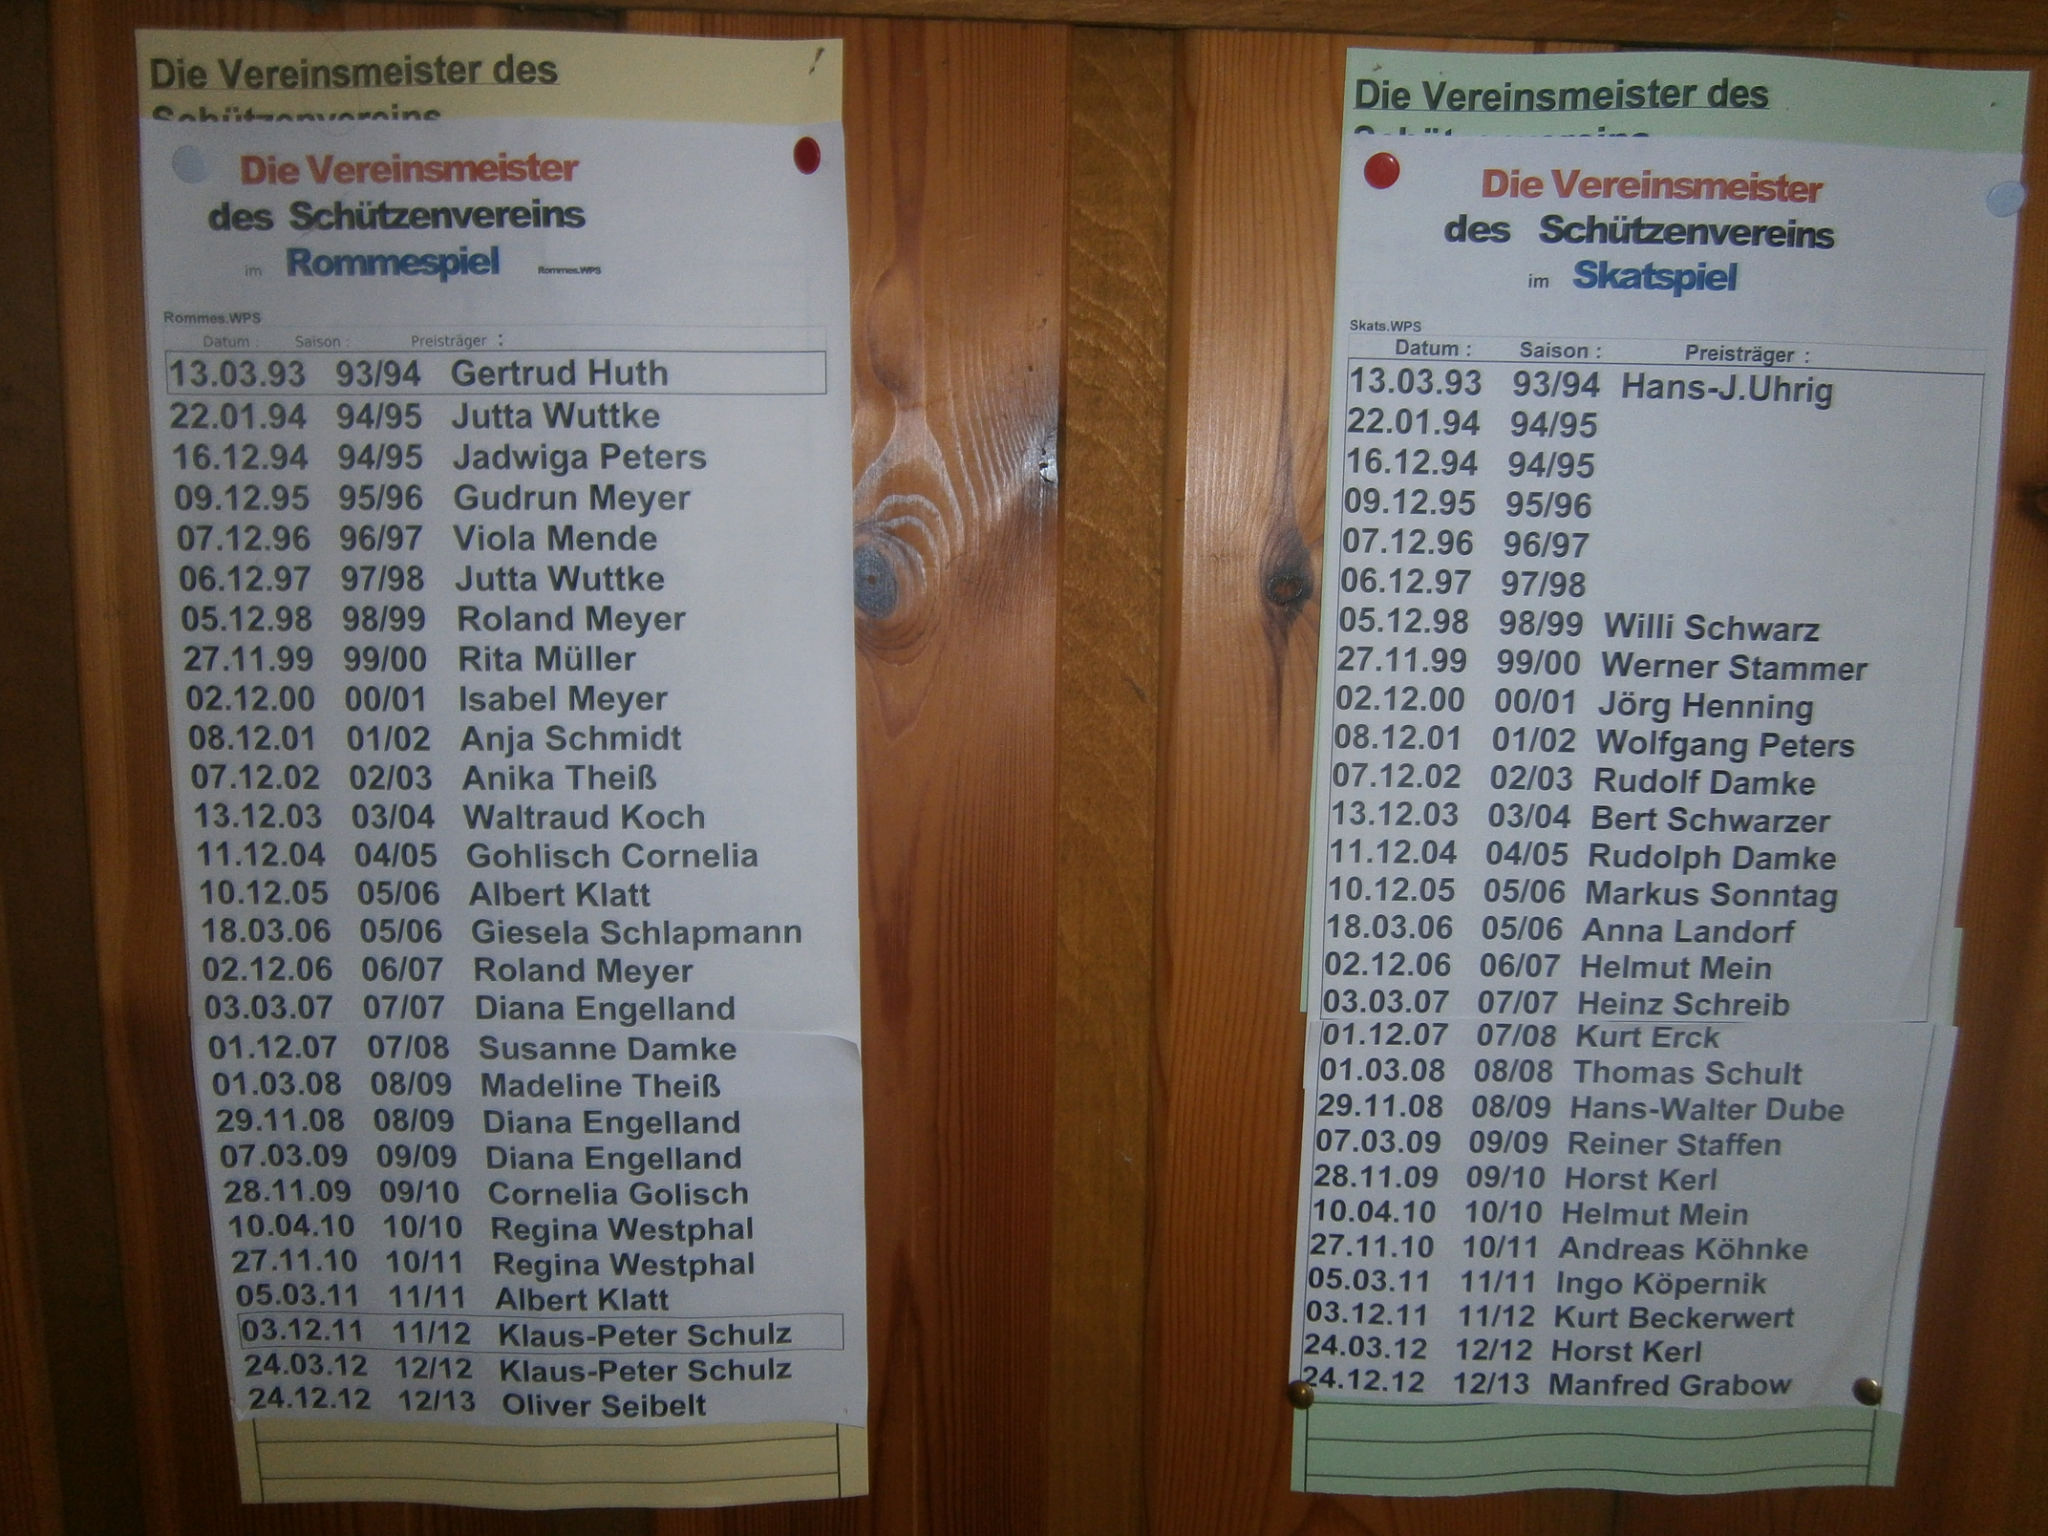 Die Vereinsmeister des
Schützenvereins
Die Vereinsmeister
des Schützenvereins
im Rommespiel Rommes.WPS
Rommes.WPS
Datum : Saison : Preisträger :
13.03.93 93/94 Gertrud Huth
22.01.94 94/95 Jutta Wuttke
16.12.94 94/95 Jadwiga Peters
09.12.95 95/96 Gudrun Meyer
07.12.96 96/97 Viola Mende
06.12.97 97/98 Jutta Wuttke
05.12.98 98/99 Roland Meyer
27.11.99 99/00 Rita Müller
02.12.00 00/01 Isabel Meyer
08.12.01 01/02 Anja Schmidt
07.12.02 02/03 Anika Theiß
13.12.03 03/04 Waltraud Koch
11.12.04 04/05 Gohlisch Cornelia
10.12.05 05/06 Albert Klatt
18.03.06 05/06 Giesela Schlapmann
02.12.06 06/07 Roland Meyer
03.03.07 07/07 Diana Engelland
01.12.07 07/08 Susanne Damke
01.03.08 08/09 Madeline Theiß
29.11.08 08/09 Diana Engelland
07.03.09 09/09 Diana Engelland
28.11.09 09/10 Cornelia Golisch
10.04.10 10/10 Regina Westphal
27.11.10 10/11 Regina Westphal
05.03.11 11/11 Albert Klatt
03.12.11 11/12 Klaus-Peter Schulz
24.03.12 12/12 Klaus-Peter Schulz
24.12.12 12/13 Oliver Seibelt
Die Vereinsmeister des
Schützenvereins
Die Vereinsmeister
des Schützenvereins
im Skatspiel
Skats.WPS
Datum : Saison : Preisträger :
13.03.93 93/94 Hans-J.Uhrig
22.01.94 94/95
16.12.94 94/95
09.12.95 95/96
07.12.96 96/97
06.12.97 97/98
05.12.98 98/99 Willi Schwarz
27.11.99 99/00 Werner Stammer
02.12.00 00/01 Jörg Henning
08.12.01 01/02 Wolfgang Peters
07.12.02 02/03 Rudolf Damke
13.12.03 03/04 Bert Schwarzer
11.12.04 04/05 Rudolph Damke
10.12.05 05/06 Markus Sonntag
18.03.06 05/06 Anna Landorf
02.12.06 06/07 Helmut Mein
03.03.07 07/07 Heinz Schreib
01.12.07 07/08 Kurt Erck
01.03.08 08/08 Thomas Schult
29.11.08 08/09 Hans-Walter Dube
07.03.09 09/09 Reiner Staffen
28.11.09 09/10 Horst Kerl
10.04.10 10/10 Helmut Mein
27.11.10 10/11 Andreas Köhnke
05.03.11 11/11 Ingo Köpernik
03.12.11 11/12 Kurt Beckerwert
24.03.12 12/12 Horst Kerl
24.12.12 12/13 Manfred Grabow